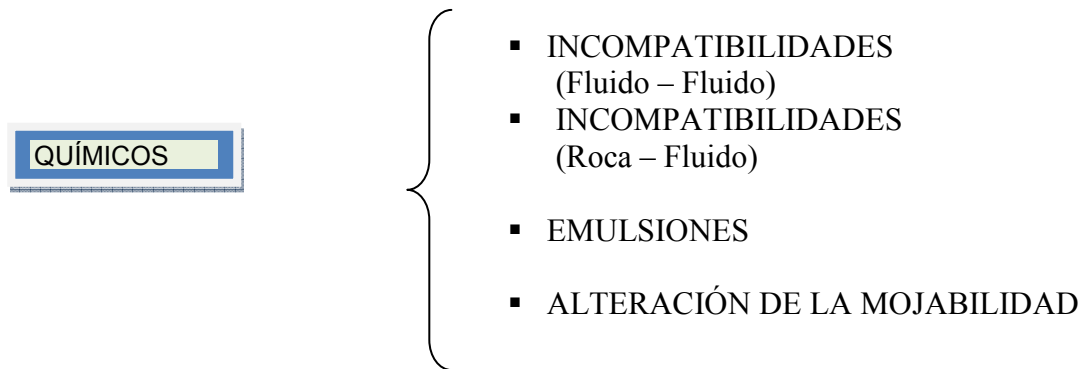 QUÍMICOS
▪ INCOMPATIBILIDADES
(Fluido – Fluido)
▪ INCOMPATIBILIDADES
(Roca – Fluido)
▪ EMULSIONES
▪ ALTERACIÓN DE LA MOJABILIDAD